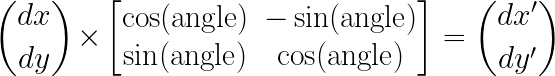 (dx dy) × [cos(angle) − sin(angle) sin(angle) cos(angle)] = (dx′ dy′)